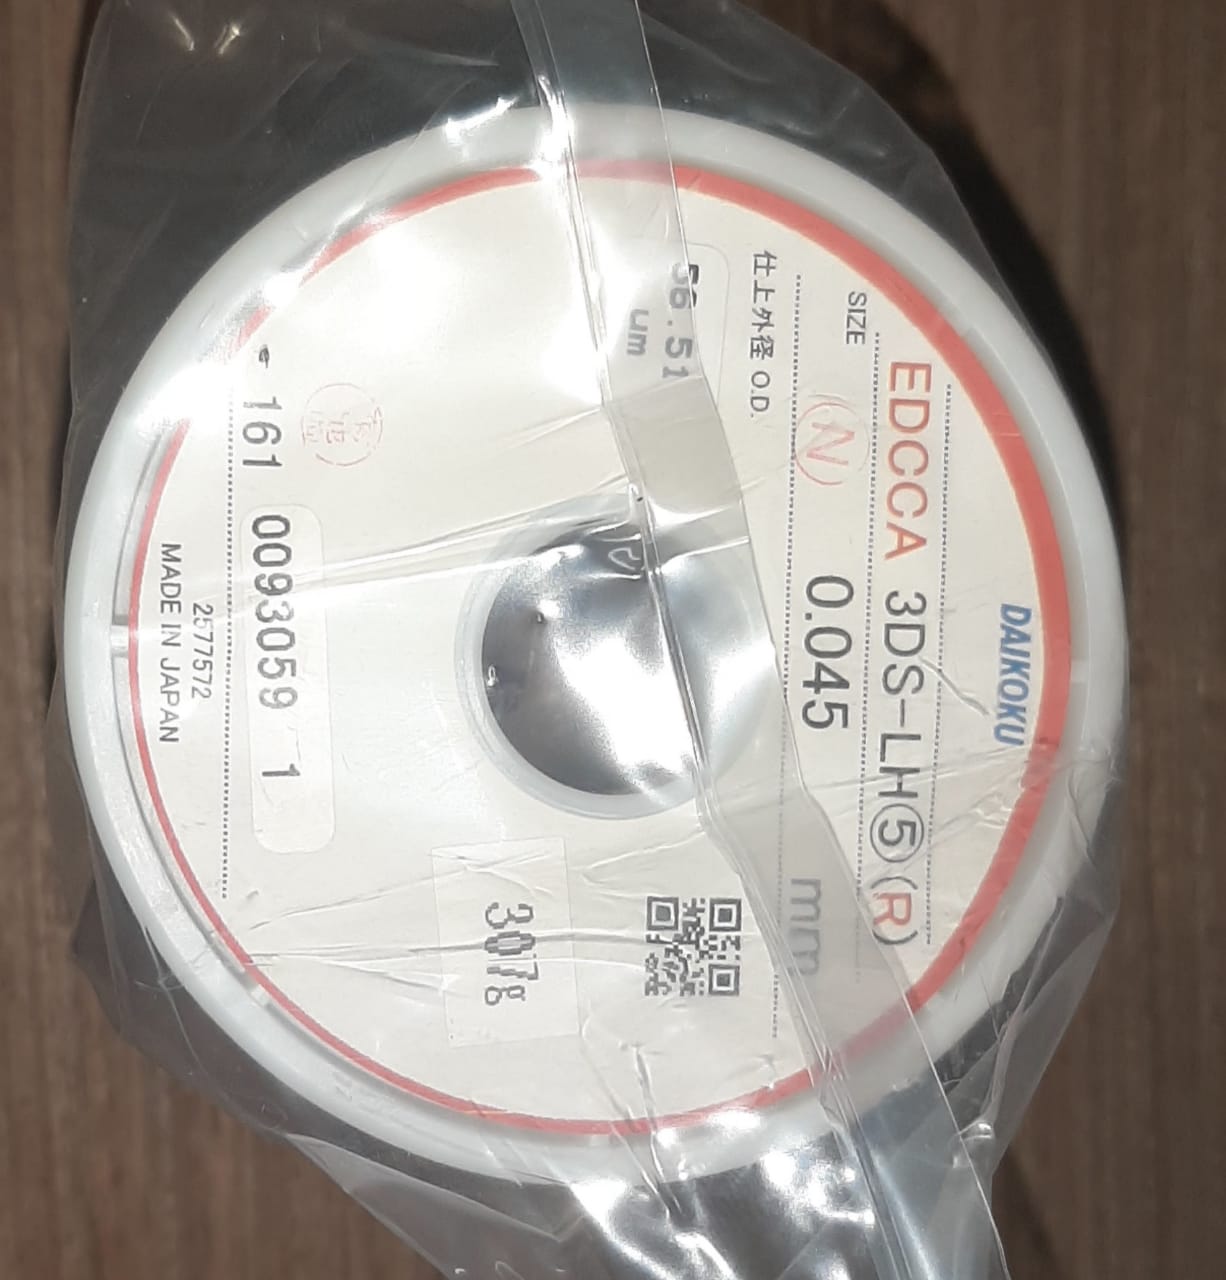 DAIKOKU
EDCCA 3DS-LH⑤(R)
SIZE
(N) 0.045 mm
仕上外径 O.D.
56.51
um
3078
161 0093059 1
2577572
MADE IN JAPAN